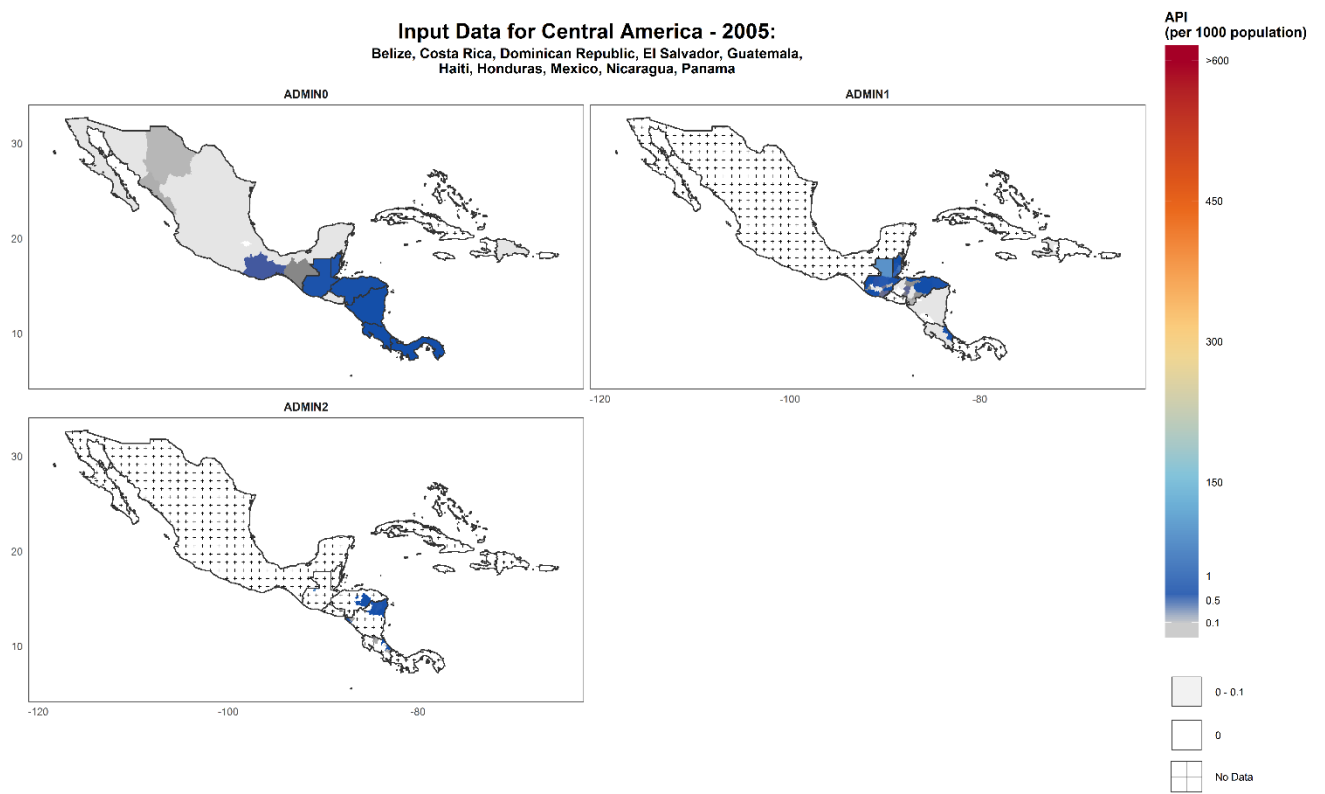 Input Data for Central America - 2005:
Belize, Costa Rica, Dominican Republic, El Salvador, Guatemala,
Haiti, Honduras, Mexico, Nicaragua, Panama
API
(per 1000 population)
ADMIN0
ADMIN1
30
20
10
-120
-100
-80
ADMIN2
30
20
10
-120
-100
-80
>600
450
300
150
1
0.5
0.1
0 - 0.1
0
No Data